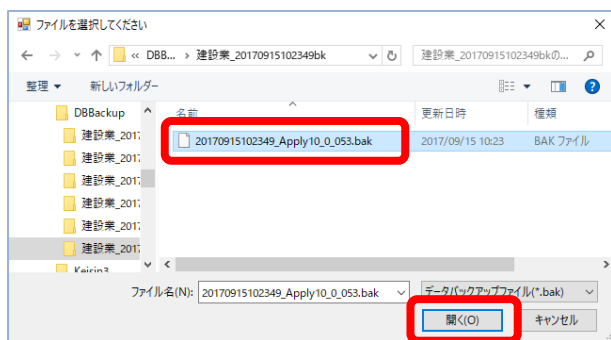 ファイルを選択してください
« DBB... › 建設業_20170915102349bk
建設業_20170915102349bkの...
整理 新しいフォルダー
名前 更新日時 種類
DBBackup
建設業_2017
建設業_2017
建設業_2017
建設業_2017
建設業_2017
建設業_2017
Keisin3
20170915102349_Apply10_0_053.bak 2017/09/15 10:23 BAK ファイル
ファイル名(N): 20170915102349_Apply10_0_053.bak データバックアップファイル(*.bak)
開く(O) キャンセル